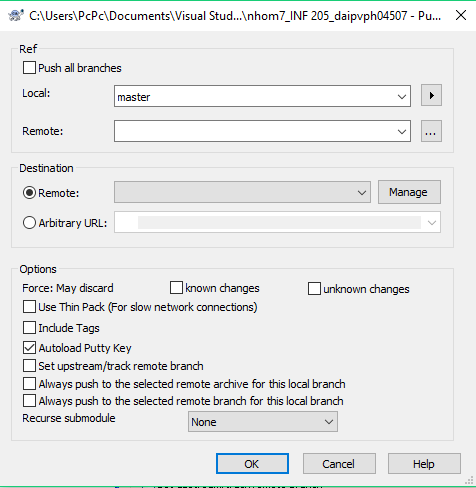 C:\Users\PcPc\Documents\Visual Stud...\nhom7_INF 205_daipvph04507 - Pu...
Ref
Push all branches
Local: master
Remote: ...
Destination
Remote: Manage
Arbitrary URL:
Options
Force: May discard known changes unknown changes
Use Thin Pack (For slow network connections)
Include Tags
Autoload Putty Key
Set upstream/track remote branch
Always push to the selected remote archive for this local branch
Always push to the selected remote branch for this local branch
Recurse submodule None
OK Cancel Help